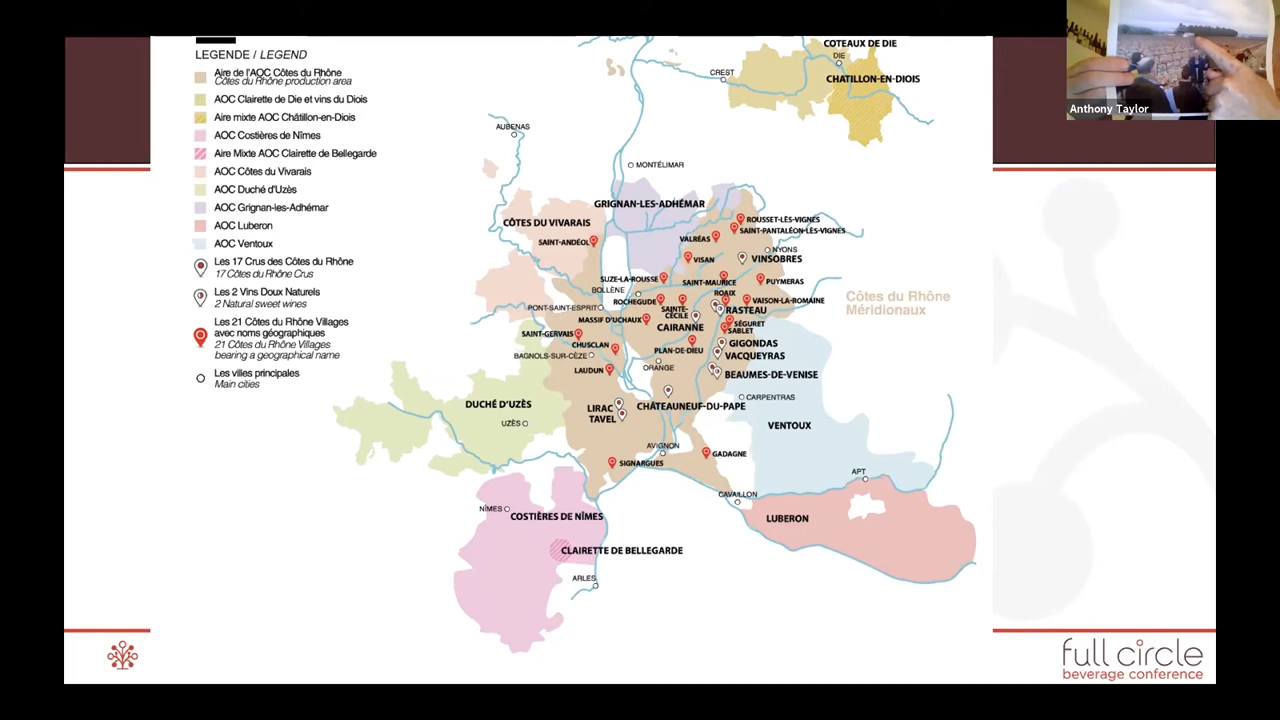 LEGENDE / LEGEND
Aire de l'AOC Côtes du Rhône
Côtes du Rhône production area
AOC Clairette de Die et vins du Diois
Aire mixte AOC Châtillon-en-Diois
AOC Costières de Nîmes
Aire Mixte AOC Clairette de Bellegarde
AOC Côtes du Vivarais
AOC Duché d'Uzès
AOC Grignan-les-Adhémar
AOC Luberon
AOC Ventoux
Les 17 Crus des Côtes du Rhône
17 Côtes du Rhône Crus
Les 2 Vins Doux Naturels
2 Natural sweet wines
Les 21 Côtes du Rhône Villages
avec noms géographiques
21 Côtes du Rhône Villages
bearing a geographical name
Les villes principales
Main cities
COTEAUX DE DIE
DIE
CREST
CHATILLON-EN-DIOIS
Anthony Taylor
AUBENAS
MONTÉLIMAR
GRIGNAN-LES-ADHÉMAR
CÔTES DU VIVARAIS
ROUSSET-LÈS-VIGNES
SAINT-PANTALÉON-LÈS-VIGNES
SAINT-ANDÉOL
VALRÉAS
NYONS
VISAN
VINSOBRES
SUZE-LA-ROUSSE
SAINT-MAURICE
PUYMERAS
BOLLÈNE
ROAIX
ROCHEGUDE
VAISON-LA-ROMAINE
Côtes du Rhône
Méridionaux
PONT-SAINT-ESPRIT
SAINTE-
CÉCILE
RASTEAU
MASSIF D'UCHAUX
CAIRANNE
SÉGURET
SABLET
SAINT-GERVAIS
CHUSCLAN
GIGONDAS
PLAN-DE-DIEU
VACQUEYRAS
BAGNOLS-SUR-CÈZE
ORANGE
LAUDUN
BEAUMES-DE-VENISE
CARPENTRAS
DUCHÉ D'UZÈS
LIRAC
TAVEL
CHÂTEAUNEUF-DU-PAPE
UZÈS
VENTOUX
AVIGNON
GADAGNE
SIGNARGUES
APT
CAVAILLON
NÎMES
COSTIÈRES DE NÎMES
LUBERON
CLAIRETTE DE BELLEGARDE
ARLES
full circle
beverage conference